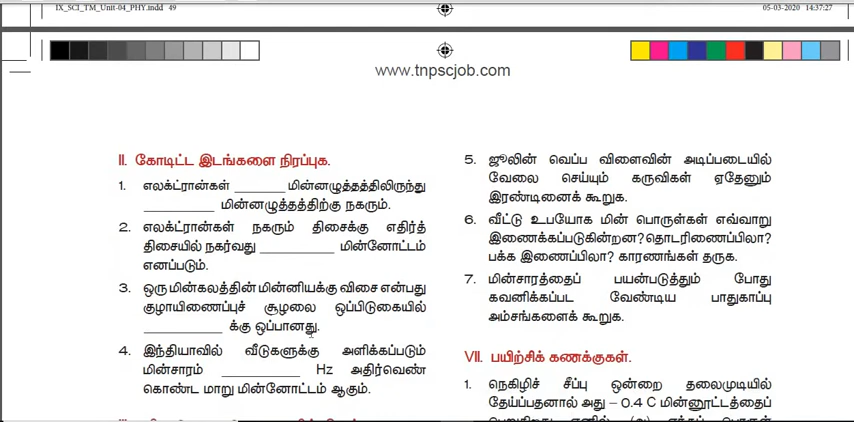 IX_SCI_TM_Unit-04_PHY.indd 49
05-03-2020 14:37:27
www.tnpscjob.com
II. கோடிட்ட இடங்களை நிரப்புக.
1. எலக்ட்ரான்கள் ________ மின்னழுத்தத்திலிருந்து
__________ மின்னழுத்தத்திற்கு நகரும்.
2. எலக்ட்ரான்கள் நகரும் திசைக்கு எதிர்த்
திசையில் நகர்வது ___________ மின்னோட்டம்
எனப்படும்.
3. ஒரு மின்கலத்தின் மின்னியக்கு விசை என்பது
குழாயிணைப்புச் சூழலை ஒப்பிடுகையில்
___________ க்கு ஒப்பானது.
4. இந்தியாவில் வீடுகளுக்கு அளிக்கப்படும்
மின்சாரம் ___________ Hz அதிர்வெண்
கொண்ட மாறு மின்னோட்டம் ஆகும்.
5. ஜூலின் வெப்ப விளைவின் அடிப்படையில்
வேலை செய்யும் கருவிகள் ஏதேனும்
இரண்டினைக் கூறுக.
6. வீட்டு உபயோக மின் பொருள்கள் எவ்வாறு
இணைக்கப்படுகின்றன?தொடரிணைப்பிலா?
பக்க இணைப்பிலா? காரணங்கள் தருக.
7. மின்சாரத்தைப் பயன்படுத்தும் போது
கவனிக்கப்பட வேண்டிய பாதுகாப்பு
அம்சங்களைக் கூறுக.
VII. பயிற்சிக் கணக்குகள்.
1. நெகிழிச் சீப்பு ஒன்றை தலைமுடியில்
தேய்ப்பதனால் அது – 0.4 C மின்னூட்டத்தைப்